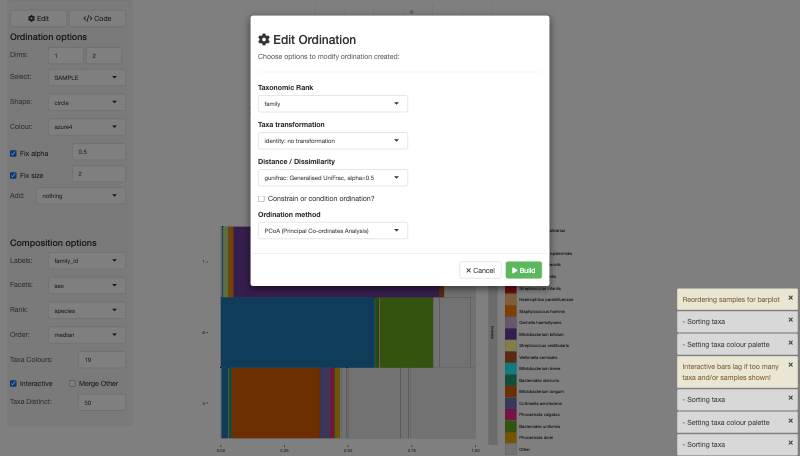 Edit
</> Code
Ordination options
Dims: 1 2
Select: SAMPLE
Shape: circle
Colour: azure4
Fix alpha 0.5
Fix size 2
Add: nothing
Composition options
Labels: family_id
Facets: sex
Rank: species
Order: median
Taxa Colours: 19
Interactive Merge Other
Taxa Distinct: 50
Edit Ordination
Choose options to modify ordination created:
Taxonomic Rank
family
Taxa transformation
identity: no transformation
Distance / Dissimilarity
gunifrac: Generalised UniFrac, alpha=0.5
Constrain or condition ordination?
Ordination method
PCoA (Principal Co-ordinates Analysis)
× Cancel
Build
0.00 0.25 0.50 0.75 1.00
Streptococcus infantis
Haemophilus parainfluenzae
Staphylococcus hominis
Gemella haemolysans
Bifidobacterium bifidum
Streptococcus vestibularis
Veillonella seminalis
Bifidobacterium breve
Bacteroides stercoris
Bifidobacterium longum
Collinsella aerofaciens
Phocaeicola vulgatus
Bacteroides uniformis
Phocaeicola dorei
Other
Reordering samples for barplot ×
- Sorting taxa ×
- Setting taxa colour palette ×
Interactive bars lag if too many ×
taxa and/or samples shown!
- Sorting taxa ×
- Setting taxa colour palette ×
- Sorting taxa ×